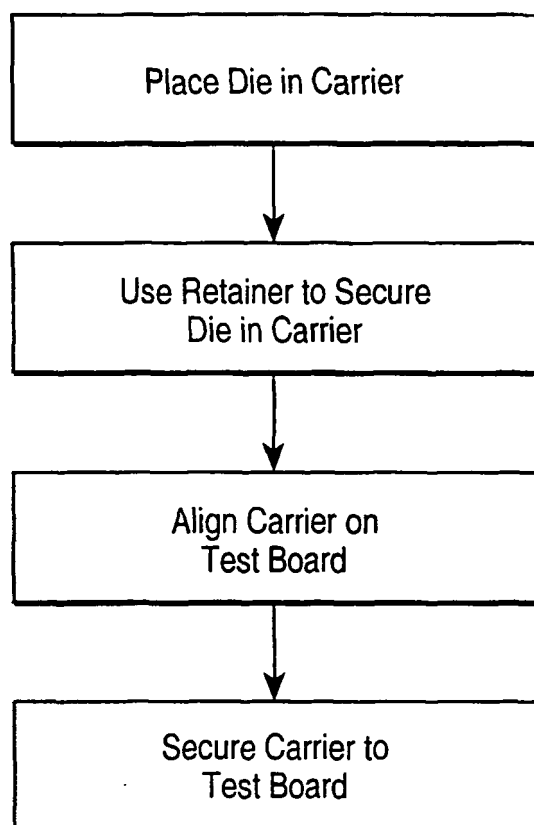 Place Die in Carrier
Use Retainer to Secure
Die in Carrier
Align Carrier on
Test Board
Secure Carrier to
Test Board